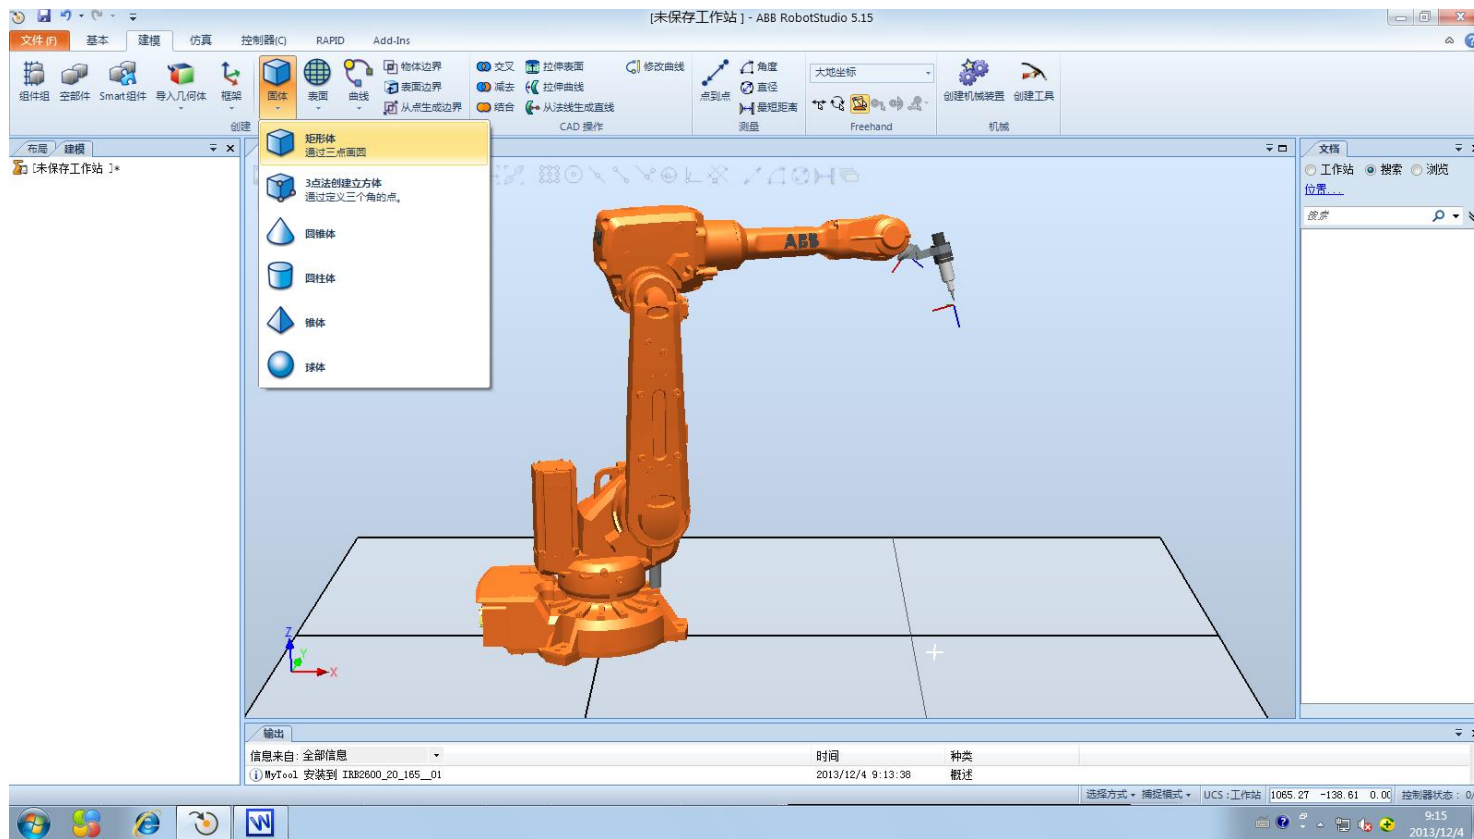 [未保存工作站 ] - ABB RobotStudio 5.15
文件(F) 基本 建模 仿真 控制器(C) RAPID Add-Ins
组件组 空部件 Smart组件 导入几何体 框架 固体 表面 曲线
物体边界
表面边界
从点生成边界
交叉 拉伸表面 修改曲线
减去 拉伸曲线
结合 从法线生成直线
点到点
角度
直径
最短距离
大地坐标
创建机械装置 创建工具
创建 CAD 操作 测量 Freehand 机械
矩形体
通过三点画图
3点法创建立方体
通过定义三个角的点。
圆锥体
圆柱体
锥体
球体
布局 建模
[未保存工作站 ]*
文档
工作站 搜索 浏览
位置...
搜索
ABB
Z
Y
X
输出
信息来自: 全部信息 时间 种类
MyTool 安装到 IRB2600_20_165__01 2013/12/4 9:13:38 概述
选择方式 捕捉模式 UCS :工作站 1065.27 -138.61 0.00 控制器状态: 0/
9:15
2013/12/4